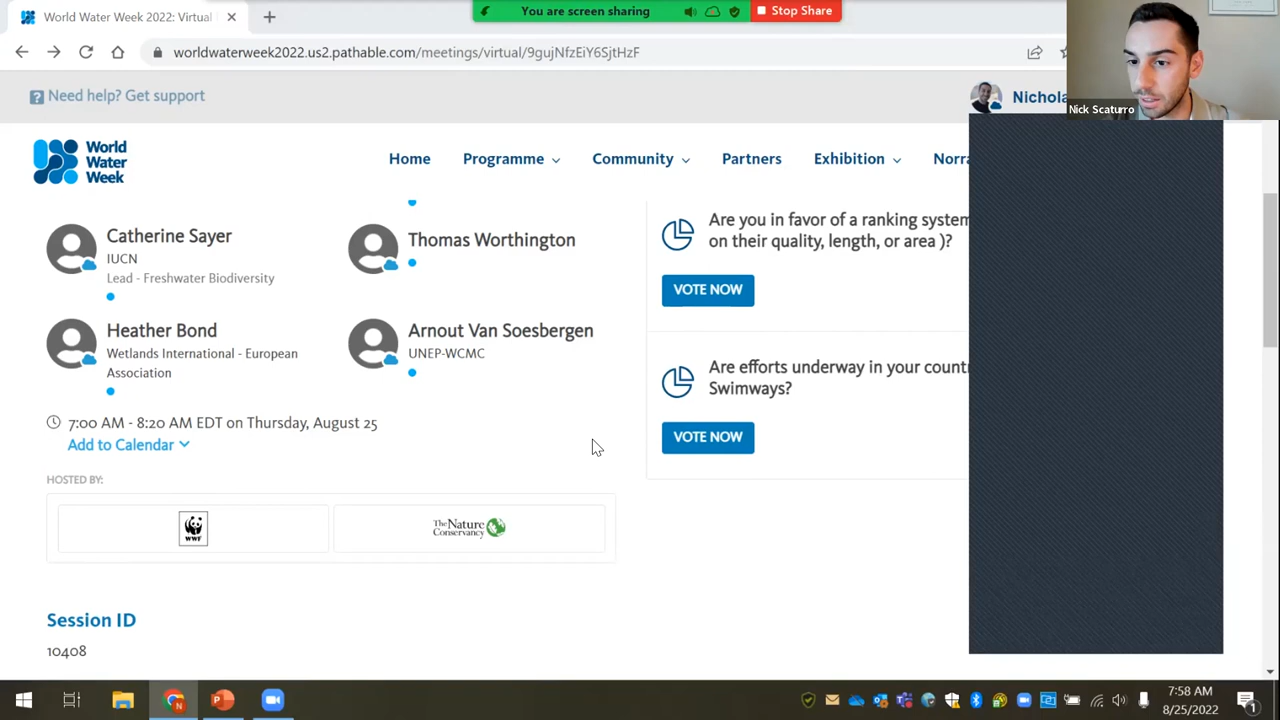 World Water Week 2022: Virtual
You are screen sharing
Stop Share
worldwaterweek2022.us2.pathable.com/meetings/virtual/9gujNfzEiY6SjtHzF
Need help? Get support
Nichola
Nick Scaturro
World
Water
Week
Home
Programme
Community
Partners
Exhibition
Norra
Catherine Sayer
IUCN
Lead - Freshwater Biodiversity
Thomas Worthington
Heather Bond
Wetlands International - European
Association
Arnout Van Soesbergen
UNEP-WCMC
7:00 AM - 8:20 AM EDT on Thursday, August 25
Add to Calendar
HOSTED BY:
WWF
The Nature
Conservancy
Session ID
10408
Are you in favor of a ranking system
on their quality, length, or area )?
VOTE NOW
Are efforts underway in your count
Swimways?
VOTE NOW
7:58 AM
8/25/2022
1